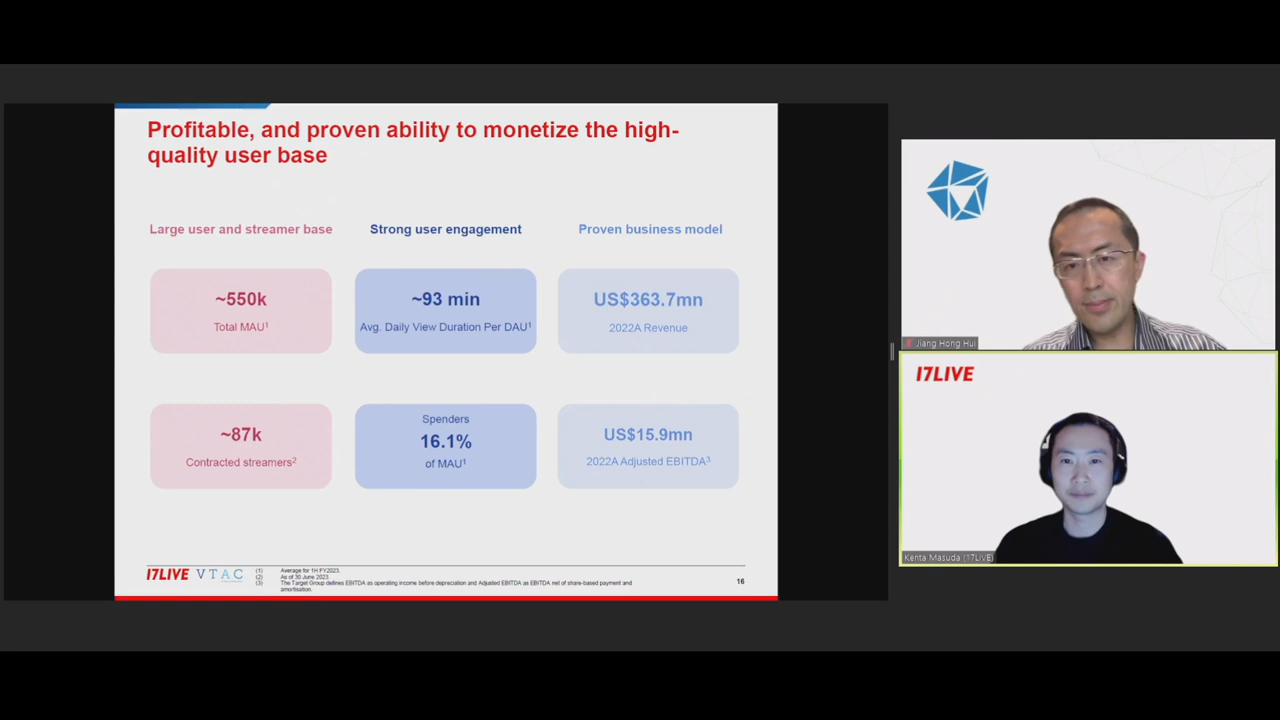 Profitable, and proven ability to monetize the high-
quality user base
Large user and streamer base
Strong user engagement
Proven business model
~550k
Total MAU1
~93 min
Avg. Daily View Duration Per DAU1
US$363.7mn
2022A Revenue
~87k
Contracted streamers2
Spenders
16.1%
of MAU1
US$15.9mn
2022A Adjusted EBITDA3
17LIVE
VTAC
(1) Average for 1H FY2023.
(2) As of 30 June 2023.
(3) The Target Group defines EBITDA as operating income before depreciation and Adjusted EBITDA as EBITDA net of share-based payment and
amortisation.
16
Jiang Hong Hui
17LIVE
Kenta Masuda (17LIVE)